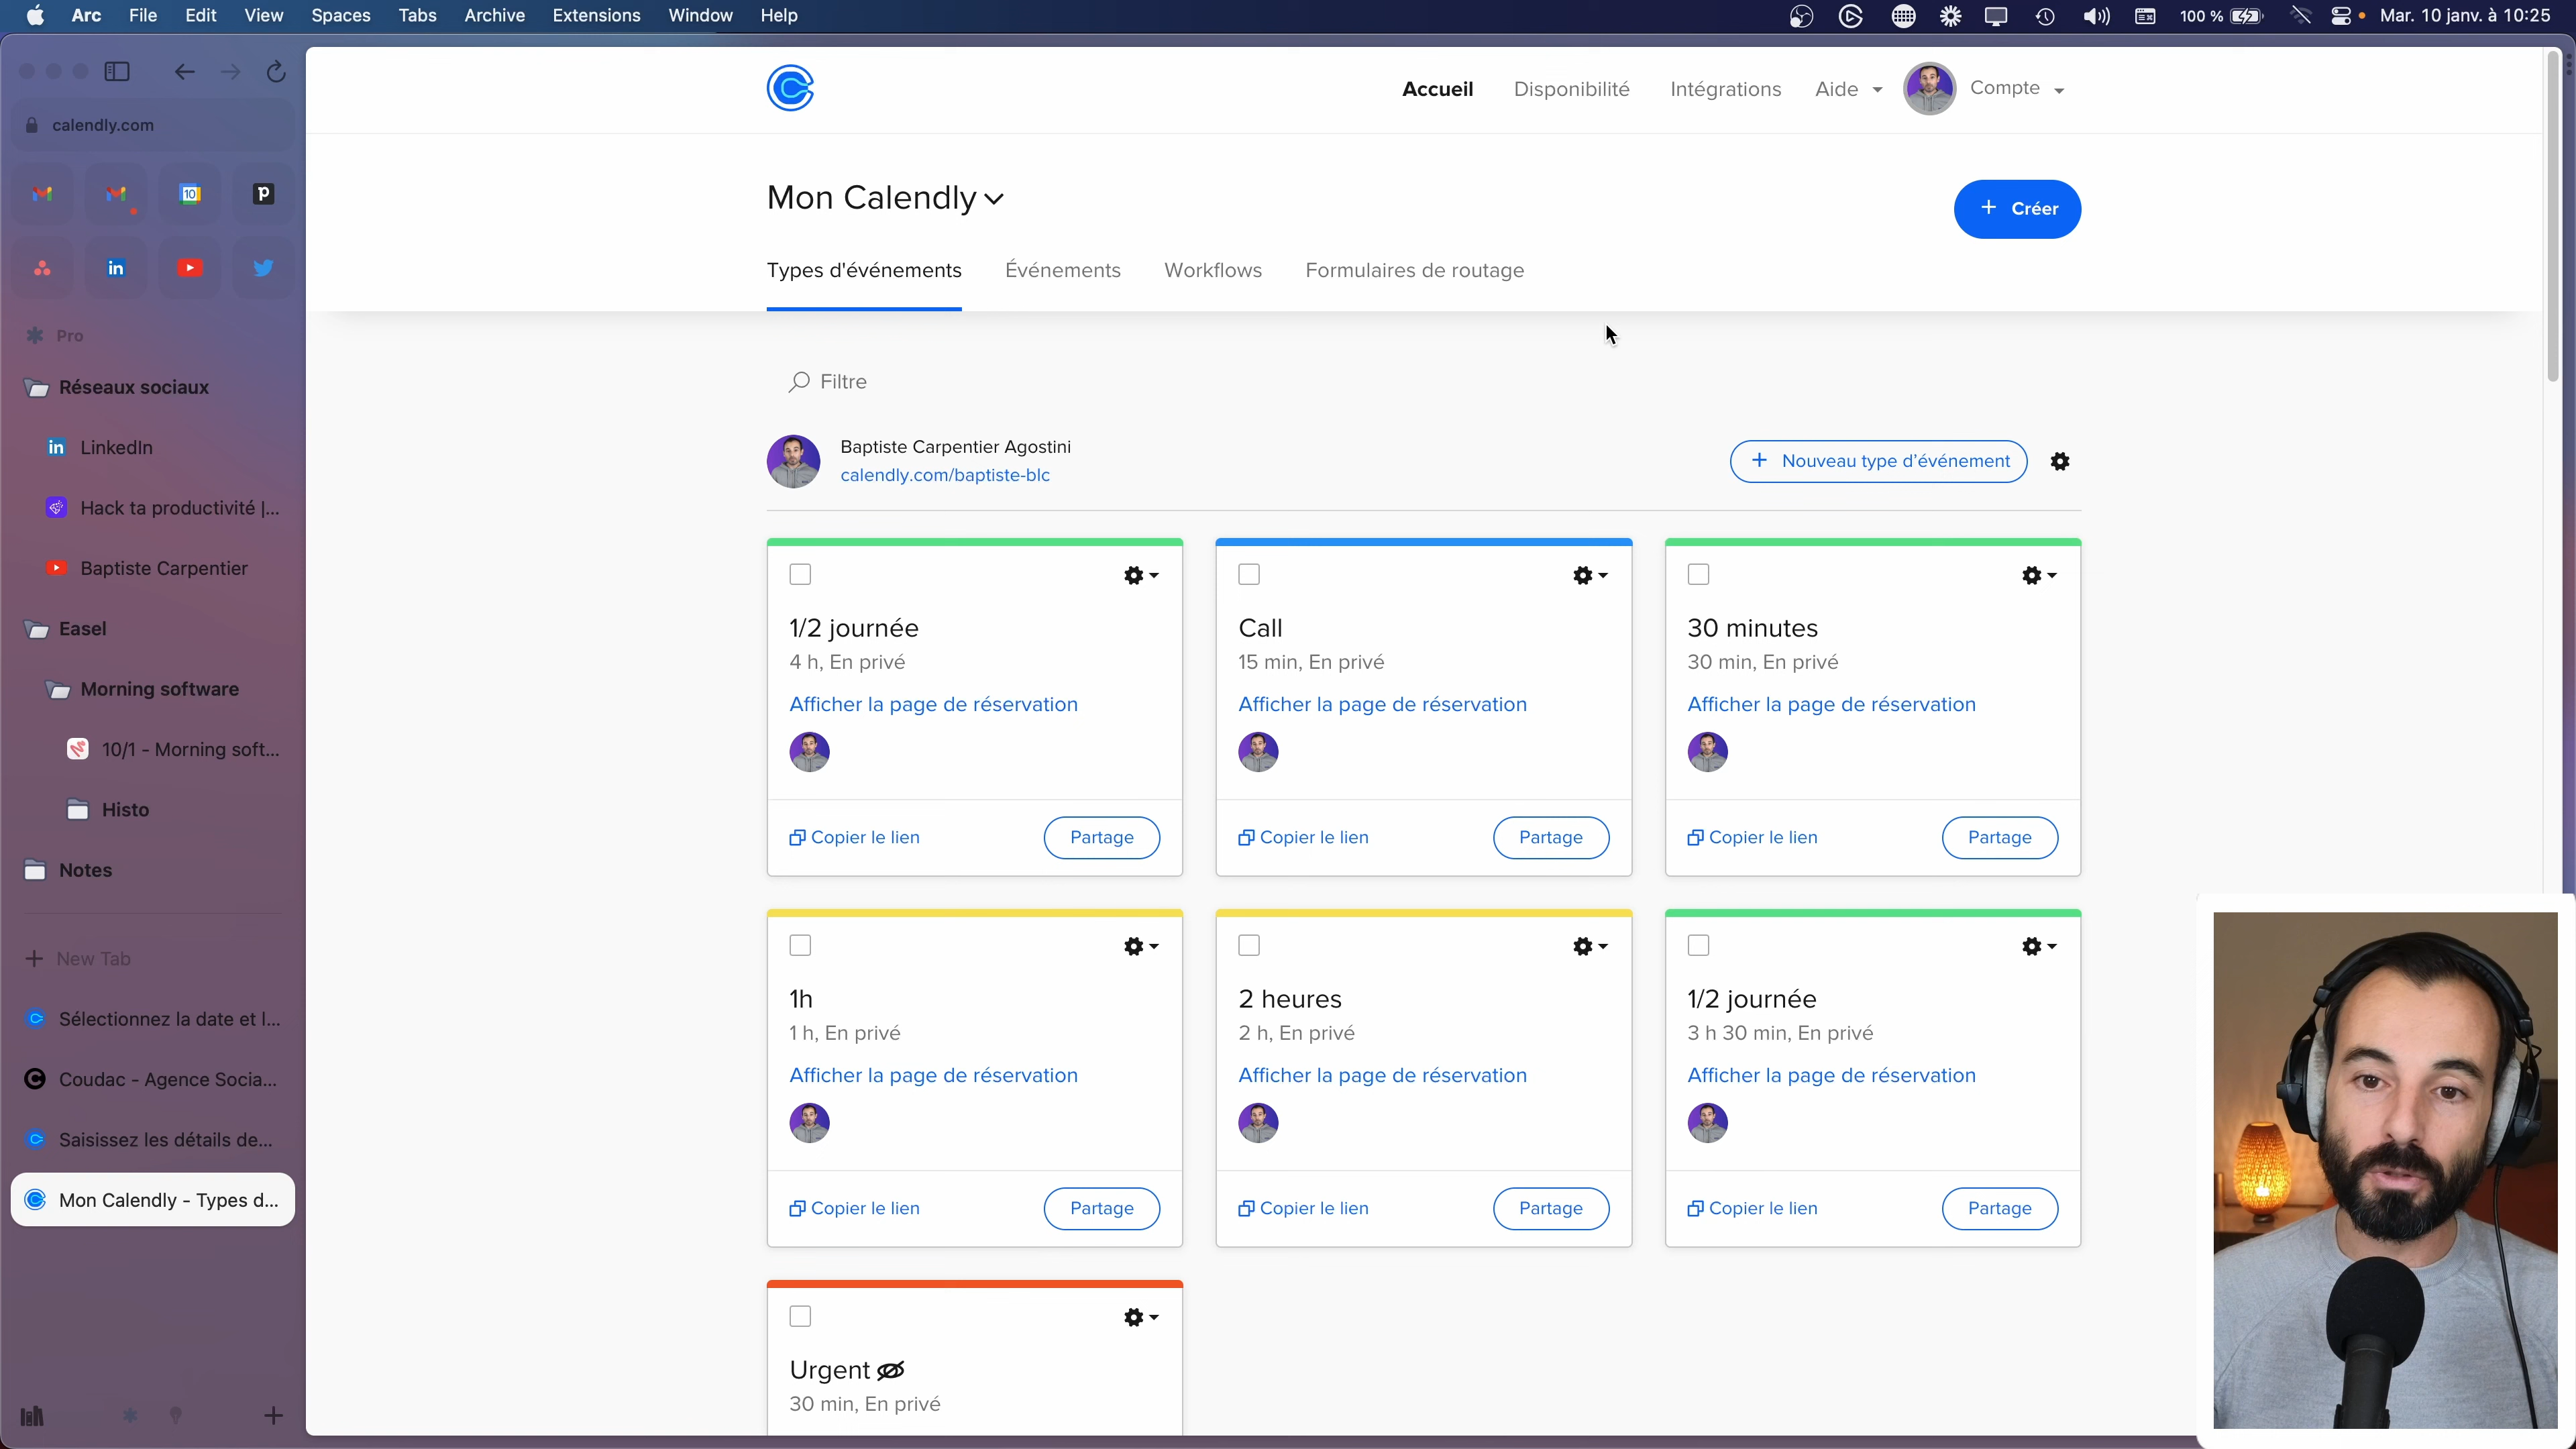 Arc File Edit View Spaces Tabs Archive Extensions Window Help 100 % Mar. 10 janv. à 10:25
calendly.com
10
Pro
Réseaux sociaux
LinkedIn
Hack ta productivité |...
Baptiste Carpentier
Easel
Morning software
10/1 - Morning soft...
Histo
Notes
New Tab
Sélectionnez la date et l...
Coudac - Agence Socia...
Saisissez les détails de...
Mon Calendly - Types d...
Accueil Disponibilité Intégrations Aide Compte
Mon Calendly
+ Créer
Types d'événements Événements Workflows Formulaires de routage
Filtre
Baptiste Carpentier Agostini
calendly.com/baptiste-blc
+ Nouveau type d’événement
1/2 journée
4 h, En privé
Afficher la page de réservation
Copier le lien Partage
Call
15 min, En privé
Afficher la page de réservation
Copier le lien Partage
30 minutes
30 min, En privé
Afficher la page de réservation
Copier le lien Partage
1h
1 h, En privé
Afficher la page de réservation
Copier le lien Partage
2 heures
2 h, En privé
Afficher la page de réservation
Copier le lien Partage
1/2 journée
3 h 30 min, En privé
Afficher la page de réservation
Copier le lien Partage
Urgent
30 min, En privé